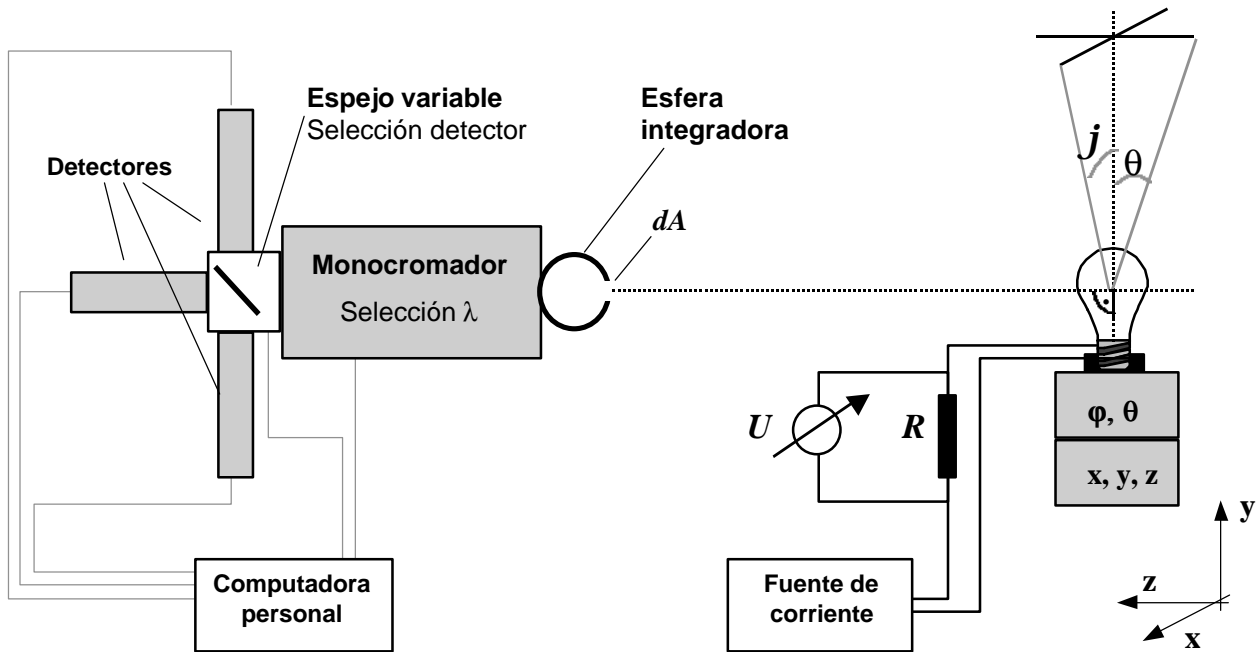 Espejo variable
Selección detector
Esfera
integradora
Detectores
j
θ
dA
Monocromador
Selección λ
U
R
φ, θ
x, y, z
Computadora
personal
Fuente de
corriente
y
z
x